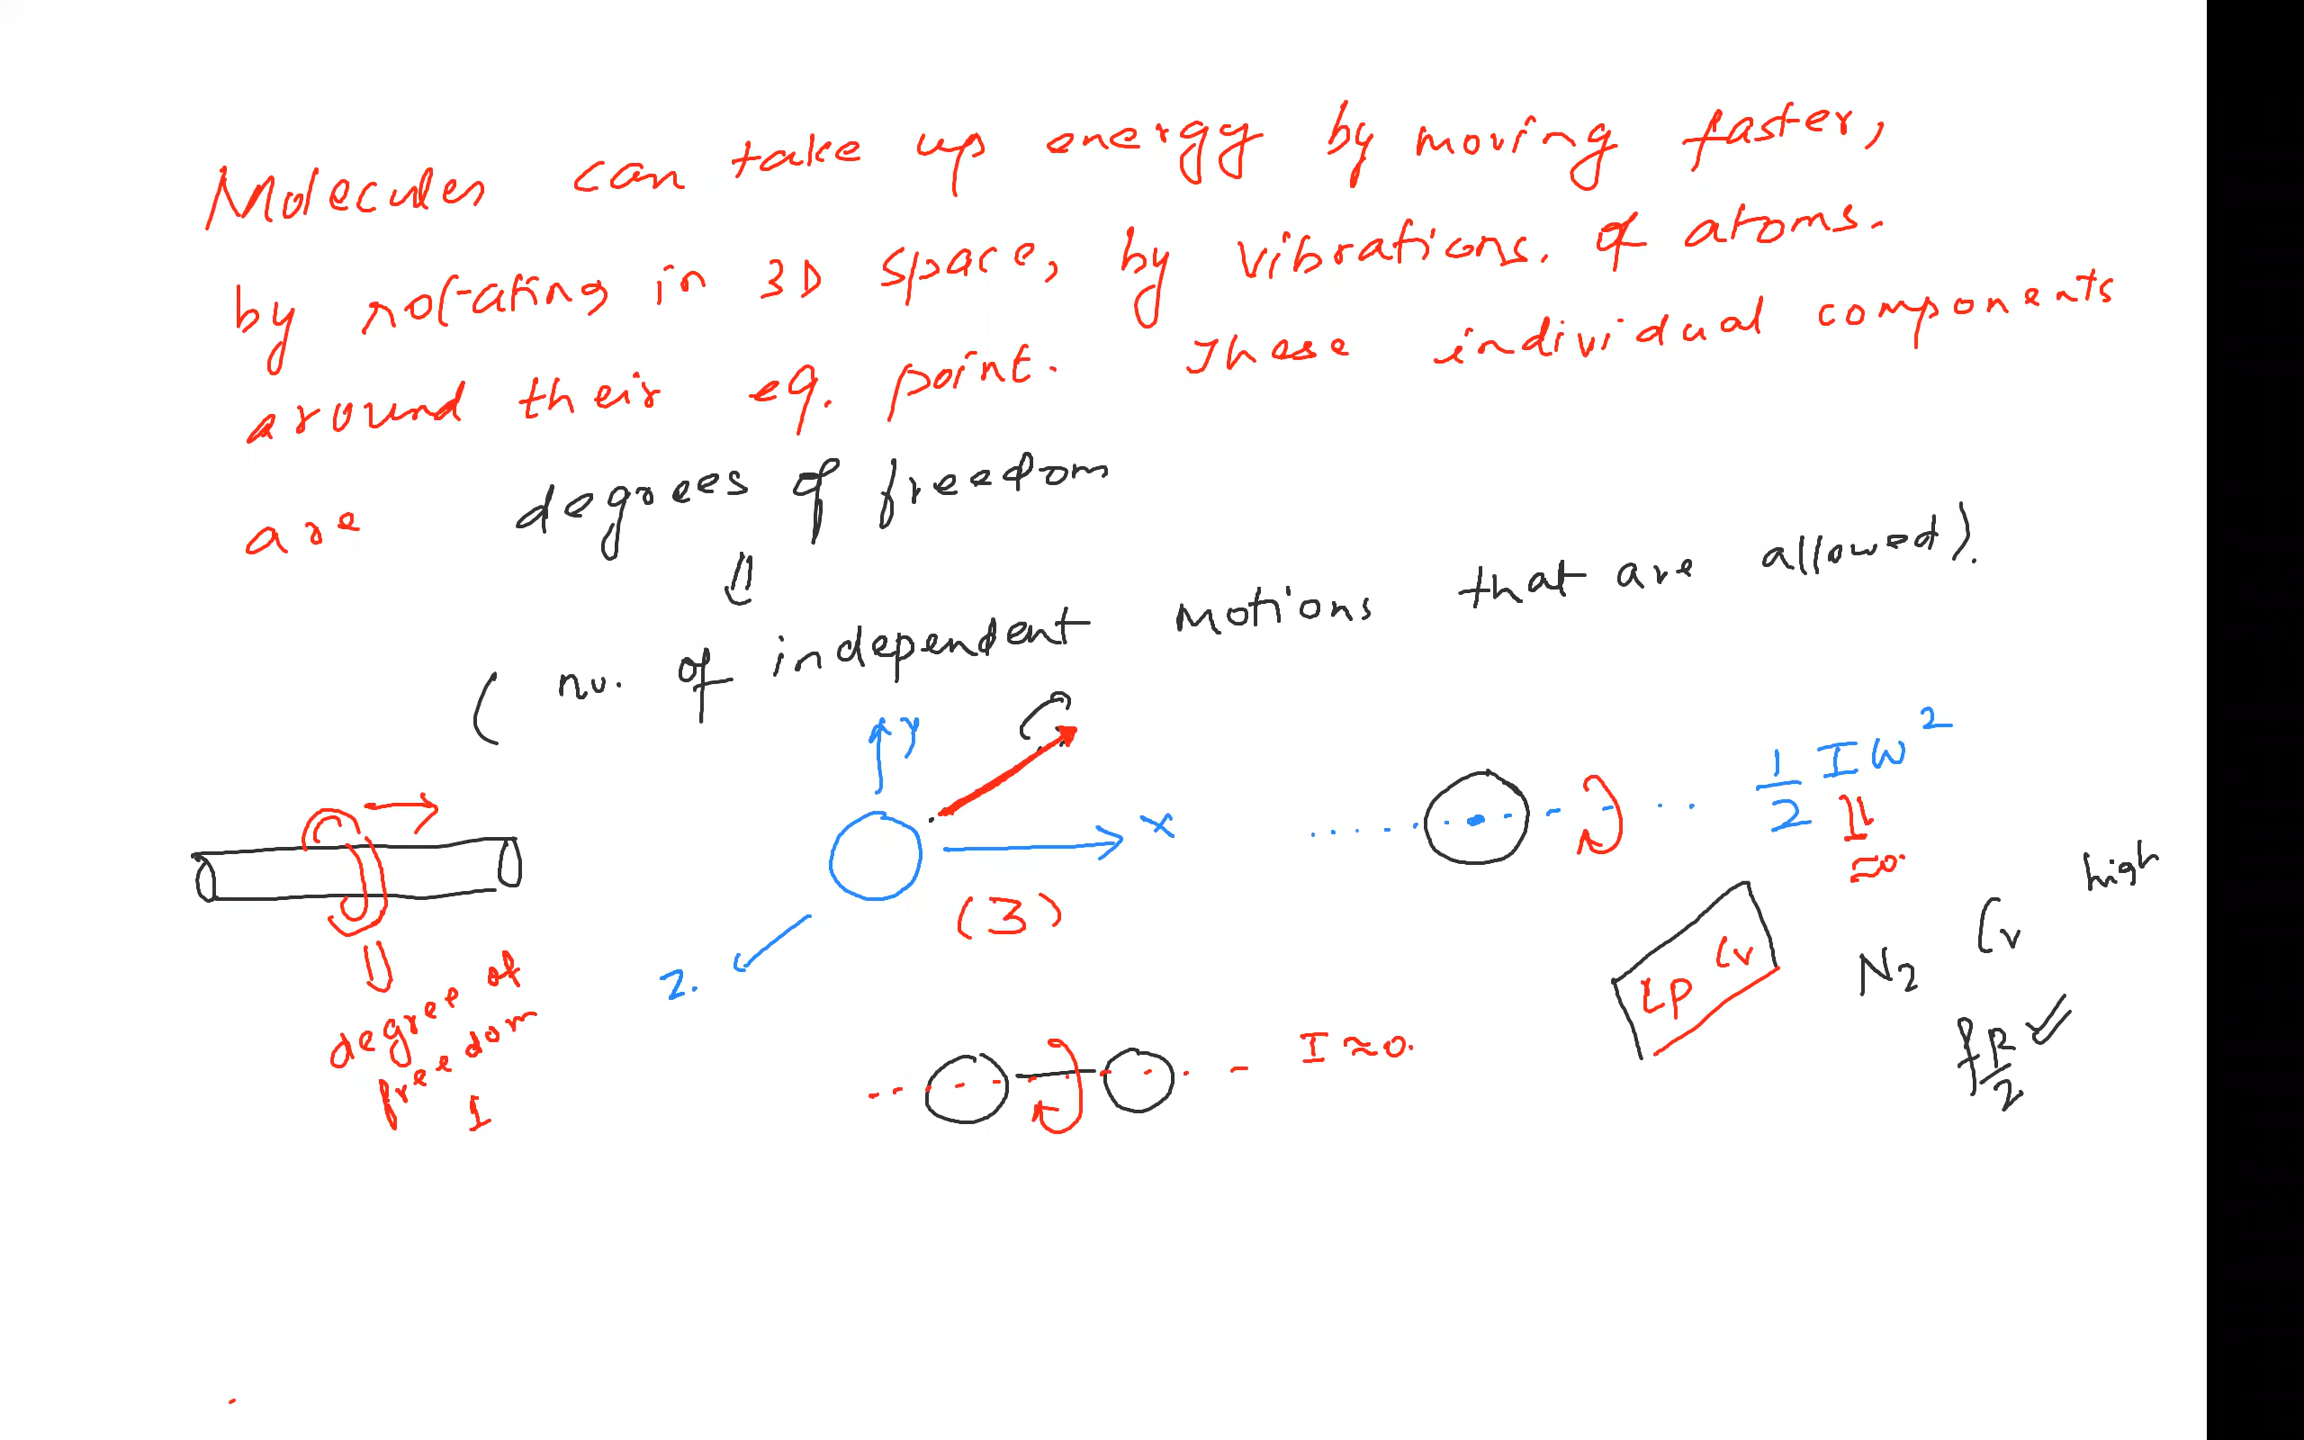 Molecules can take up energy by moving faster,
by rotating in 3D space, by vibrations. of atoms.
around their eq. point. These individual components
are degrees of freedom
⇓
( no. of independent motions that are allowed).
y
x
z.
(3)
degree of
freedom
1
1/2 I ω²
⇓
≈0.
I ≈ 0.
Cp Cv
N2 Cv high
fR/2 ✓